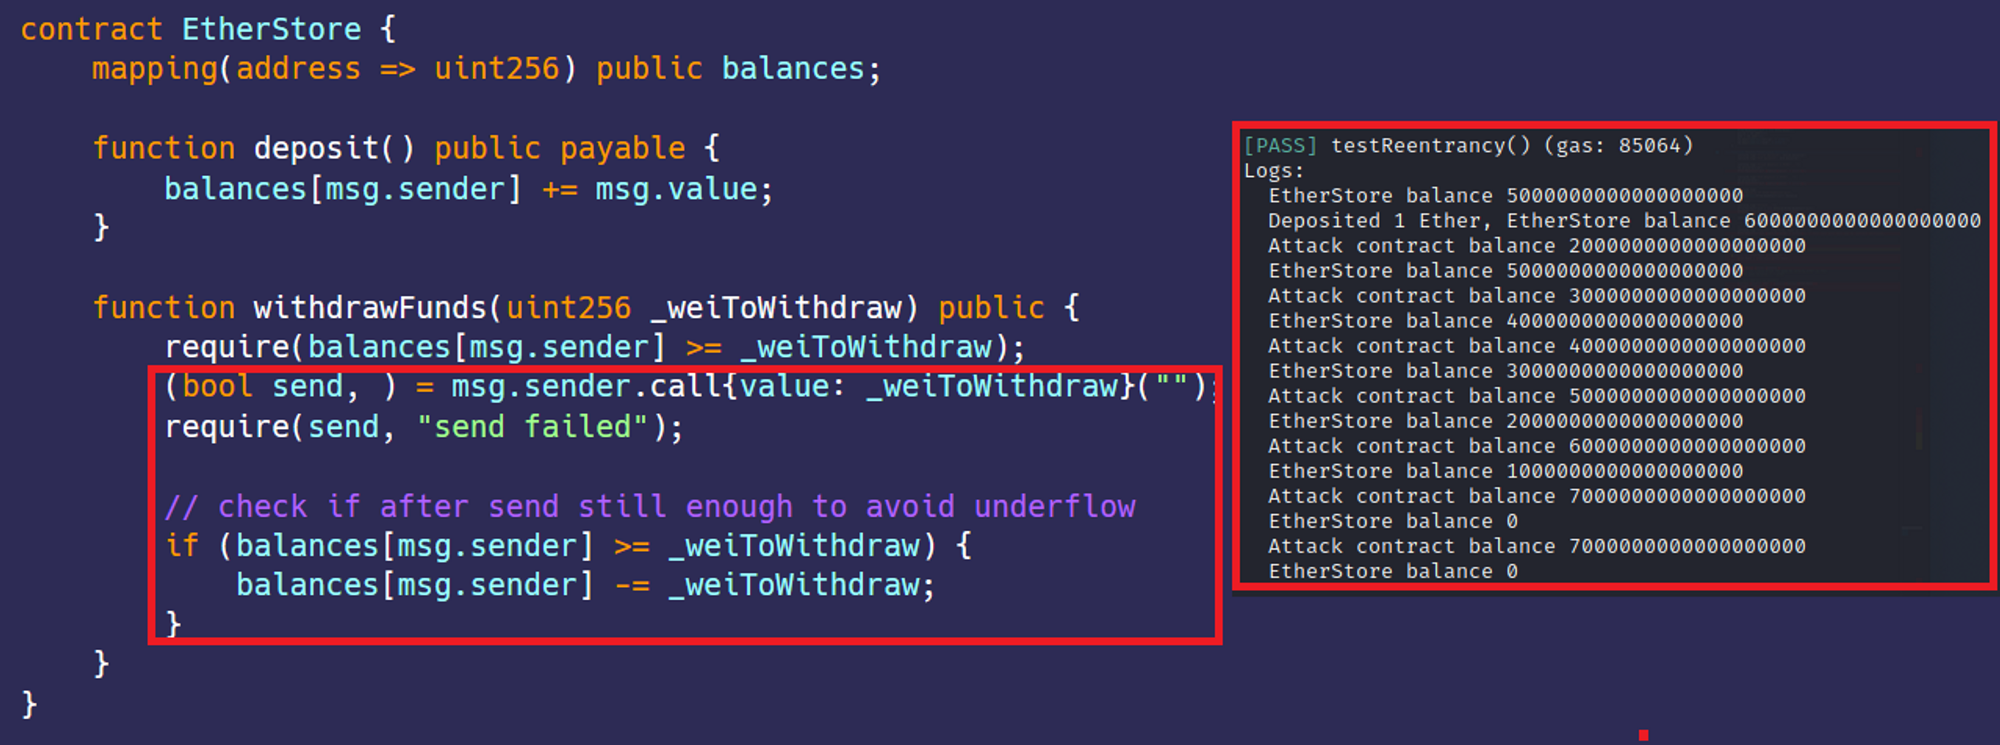 contract EtherStore {
    mapping(address => uint256) public balances;
    function deposit() public payable {
        balances[msg.sender] += msg.value;
    }
    function withdrawFunds(uint256 _weiToWithdraw) public {
        require(balances[msg.sender] >= _weiToWithdraw);
        (bool send, ) = msg.sender.call{value: _weiToWithdraw}("");
        require(send, "send failed");
        // check if after send still enough to avoid underflow
        if (balances[msg.sender] >= _weiToWithdraw) {
            balances[msg.sender] -= _weiToWithdraw;
        }
    }
}
[PASS] testReentrancy() (gas: 85064)
Logs:
  EtherStore balance 5000000000000000000
  Deposited 1 Ether, EtherStore balance 6000000000000000000
  Attack contract balance 2000000000000000000
  EtherStore balance 5000000000000000000
  Attack contract balance 3000000000000000000
  EtherStore balance 4000000000000000000
  Attack contract balance 4000000000000000000
  EtherStore balance 3000000000000000000
  Attack contract balance 5000000000000000000
  EtherStore balance 2000000000000000000
  Attack contract balance 6000000000000000000
  EtherStore balance 1000000000000000000
  Attack contract balance 7000000000000000000
  EtherStore balance 0
  Attack contract balance 7000000000000000000
  EtherStore balance 0